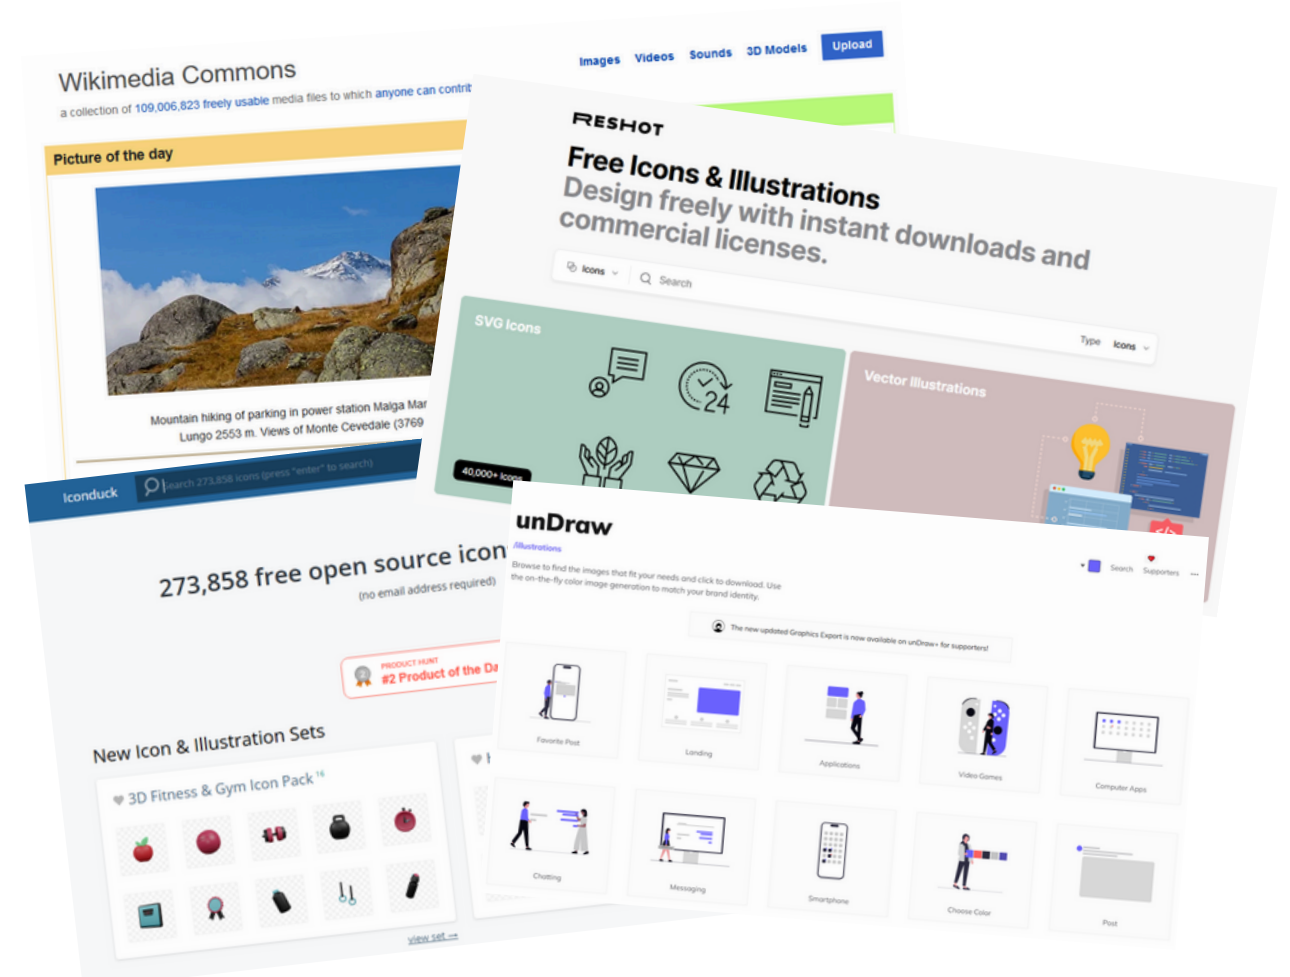 Wikimedia Commons
a collection of 109,006,823 freely usable media files to which anyone can contrib
Images Videos Sounds 3D Models Upload
Picture of the day
Mountain hiking of parking in power station Malga Mar
Lungo 2553 m. Views of Monte Cevedale (3769
RESHOT
Free Icons & Illustrations
Design freely with instant downloads and
commercial licenses.
Icons Search
Type Icons
SVG Icons
24
40,000+ Icons
Vector Illustrations
Iconduck
Search 273,858 icons (press "enter" to search)
273,858 free open source icon
(no email address required)
PRODUCT HUNT
#2 Product of the Da
New Icon & Illustration Sets
3D Fitness & Gym Icon Pack 16
view set →
unDraw
/illustrations
Browse to find the images that fit your needs and click to download. Use
the on-the-fly color image generation to match your brand identity.
Search Supporters ...
The new updated Graphics Export is now available on unDraw+ for supporters!
Favorite Post
Landing
Applications
Video Games
Computer Apps
Chatting
Messaging
Smartphone
Choose Color
Post